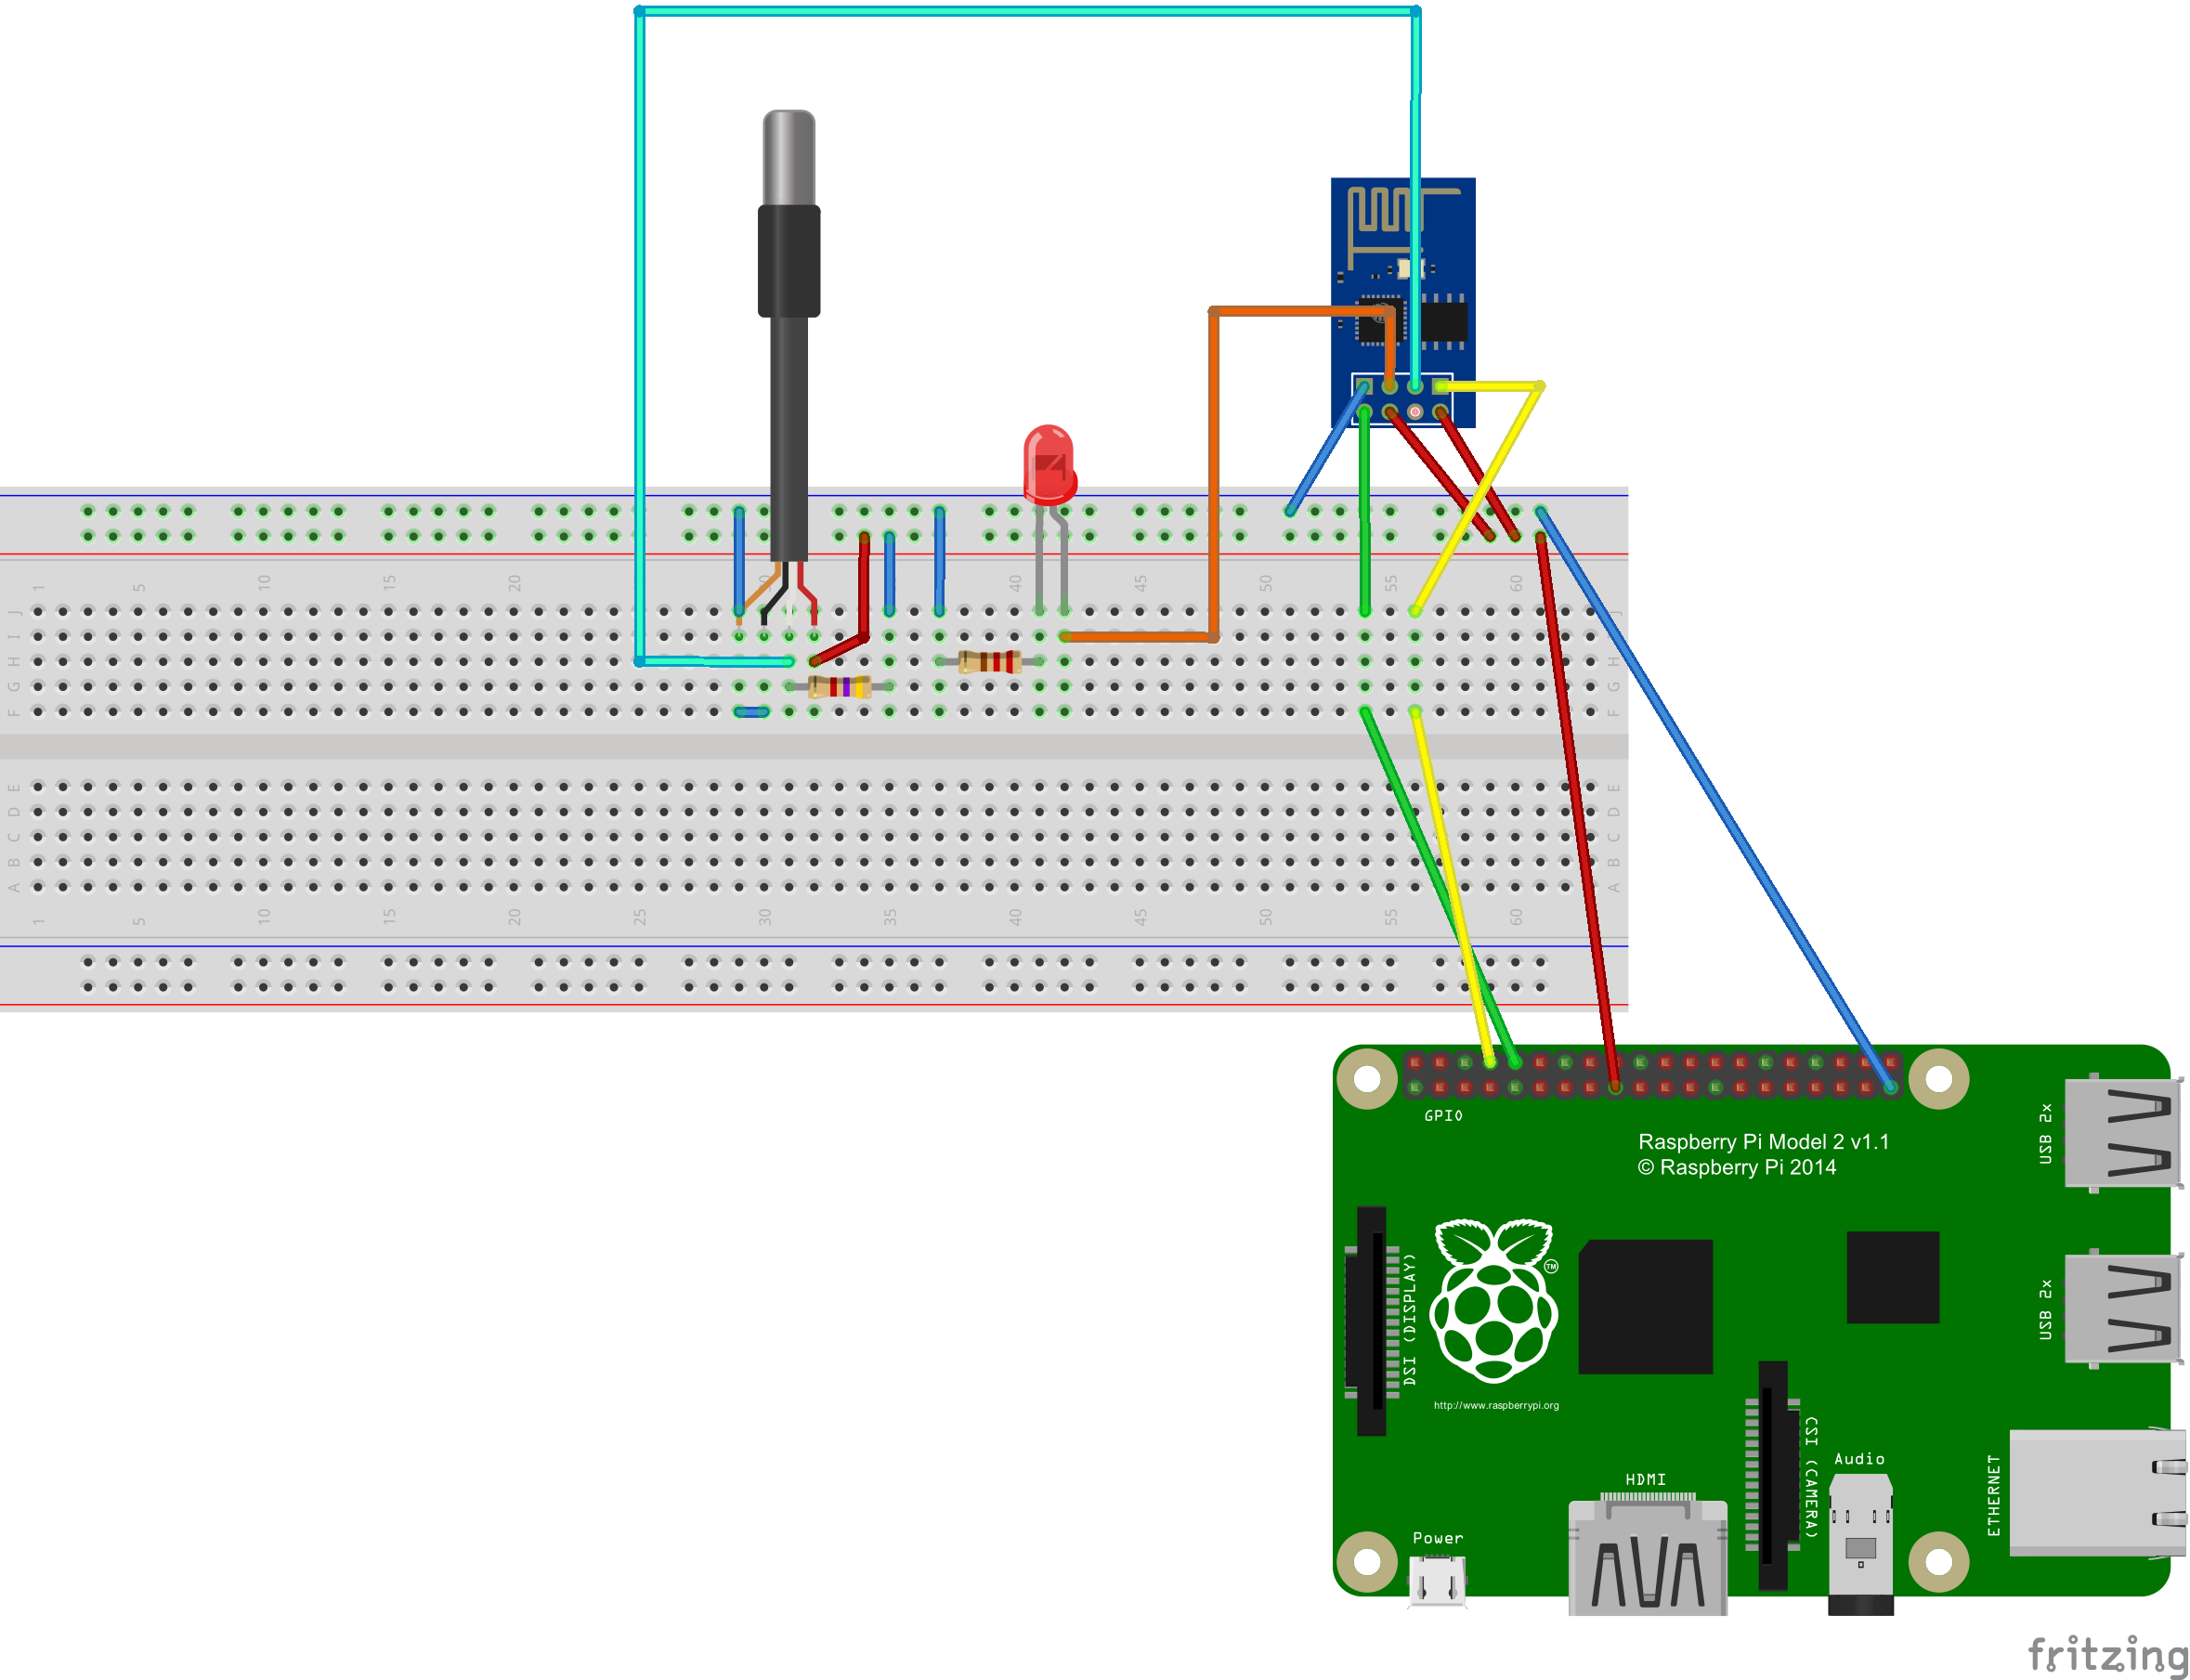 1 5 10 15 20 30 35 40 45 50 55 60
J J
I
H H
G G
F F
E E
D D
C C
B B
A A
1 5 10 15 20 25 30 35 40 45 50 55 60
GPIO
Raspberry Pi Model 2 v1.1
© Raspberry Pi 2014
USB 2x
DSI (DISPLAY)
TM
USB 2x
http://www.raspberrypi.org
CSI (CAMERA)
Audio
ETHERNET
HDMI
Power
fritzing